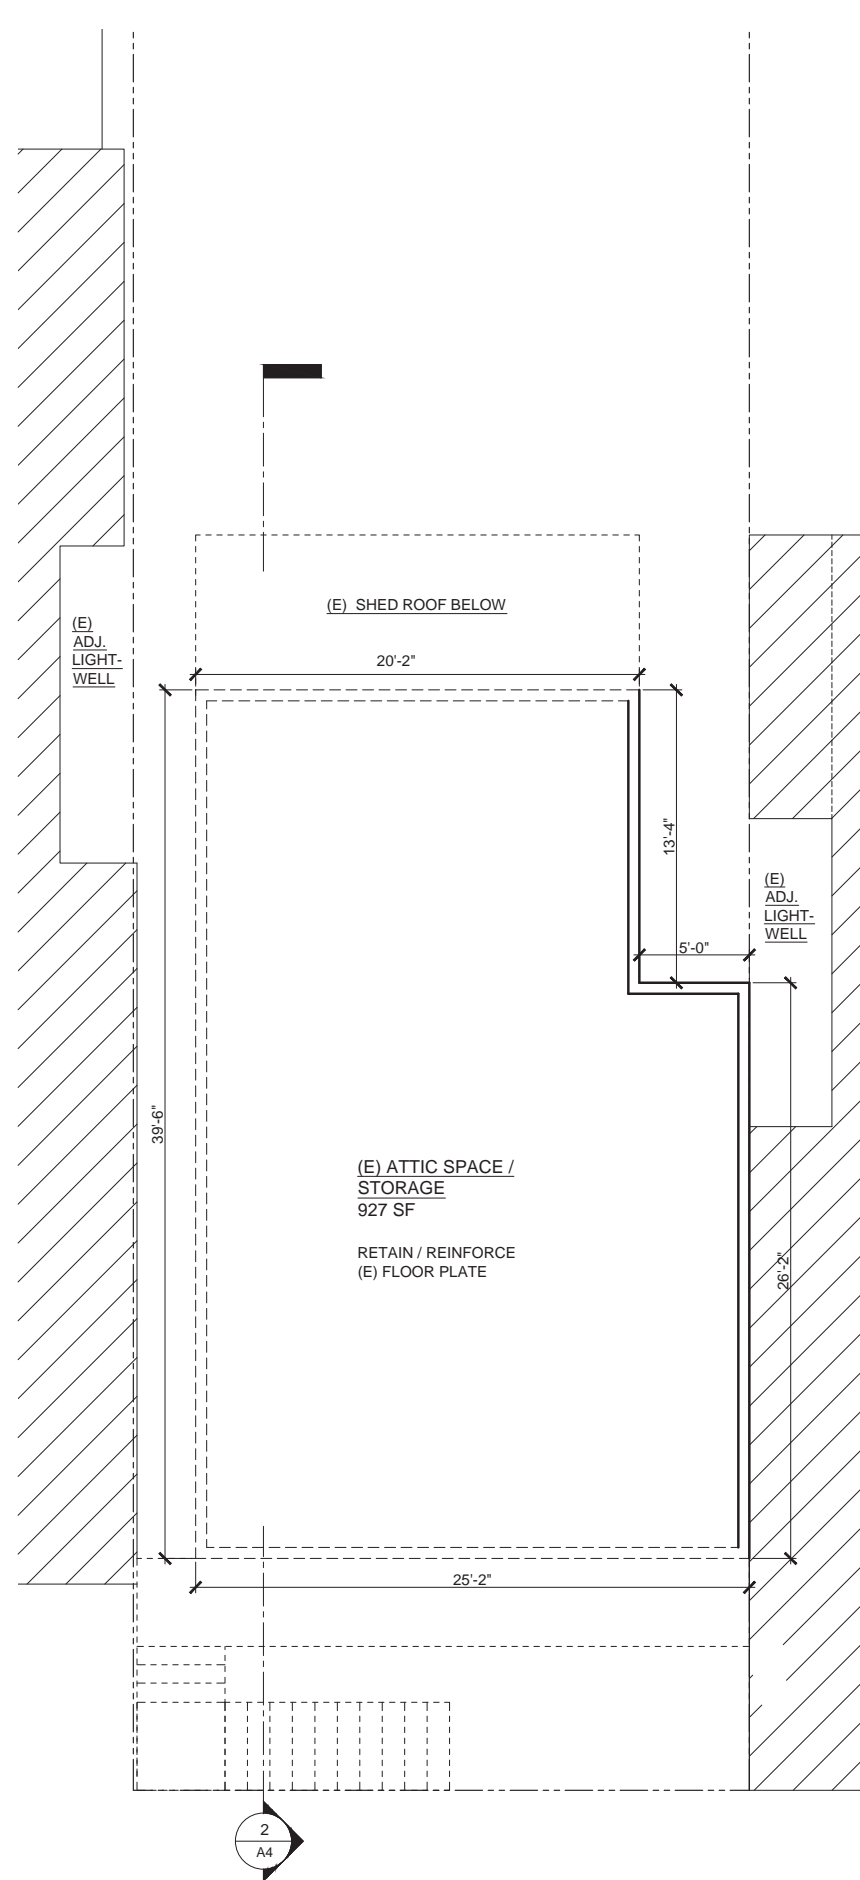 (E) SHED ROOF BELOW
(E)
ADJ.
LIGHT-
WELL
20'-2"
13'-4"
(E)
ADJ.
LIGHT-
WELL
5'-0"
39'-6"
(E) ATTIC SPACE /
STORAGE
927 SF
RETAIN / REINFORCE
(E) FLOOR PLATE
26'-2"
25'-2"
2
A4